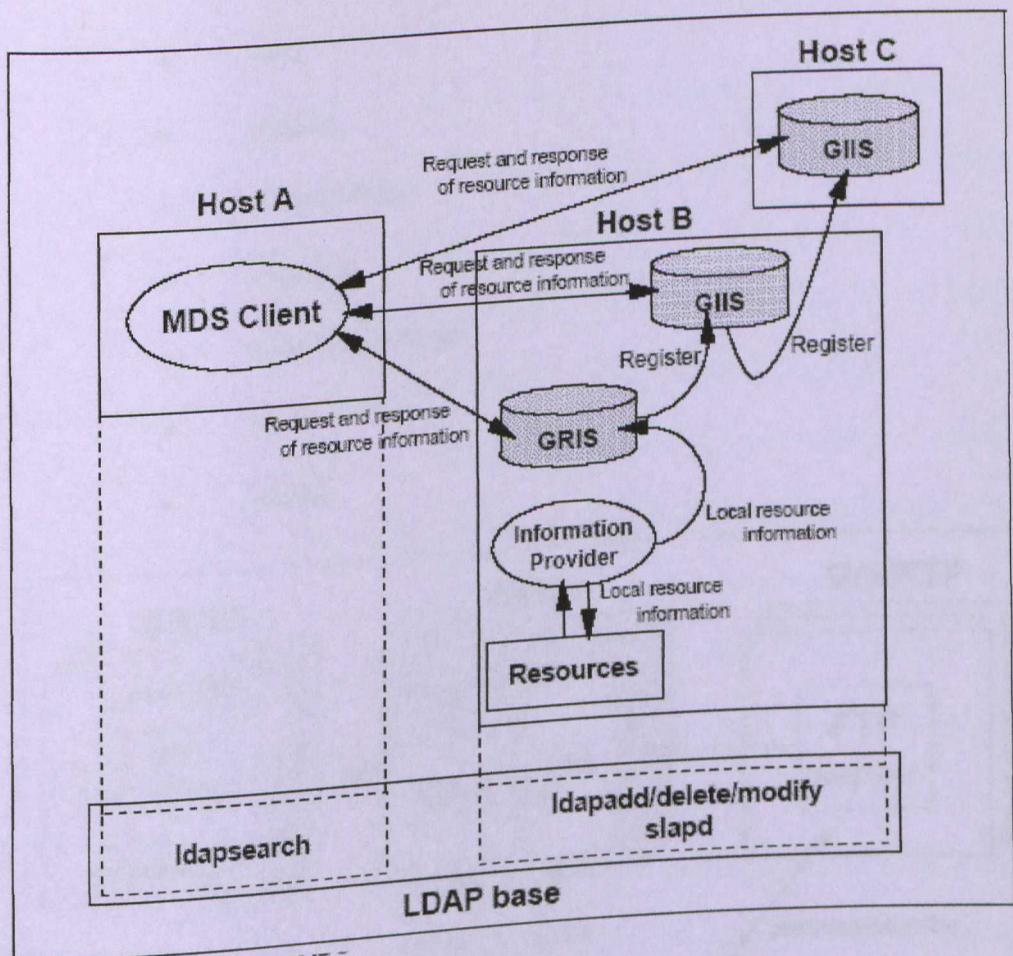 Host C
GIIS
Request and response
of resource information
Host A
Host B
MDS Client
Request and response
of resource information
GIIS
Register
Register
Request and response
of resource information
GRIS
Local resource
information
Information
Provider
Local resource
information
Resources
ldapsearch
ldapadd/delete/modify
slapd
LDAP base